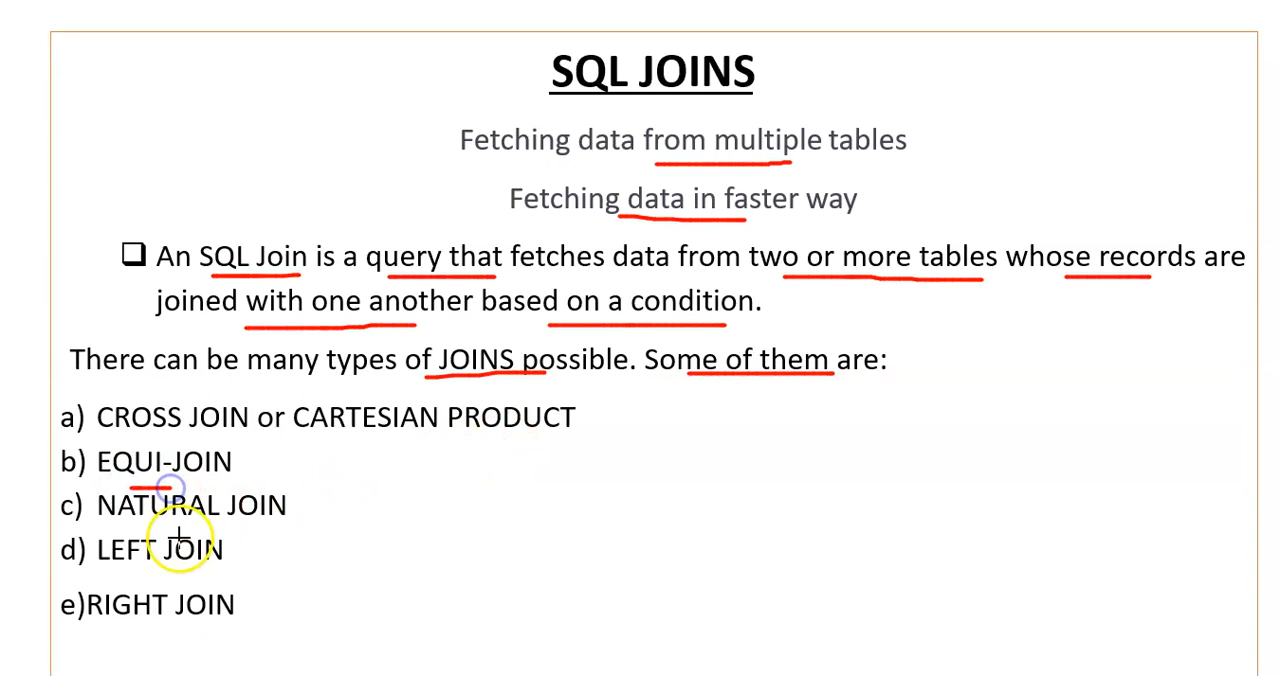 SQL JOINS
Fetching data from multiple tables
Fetching data in faster way
❑ An SQL Join is a query that fetches data from two or more tables whose records are
joined with one another based on a condition.
There can be many types of JOINS possible. Some of them are:
a) CROSS JOIN or CARTESIAN PRODUCT
b) EQUI-JOIN
c) NATURAL JOIN
d) LEFT JOIN
e)RIGHT JOIN